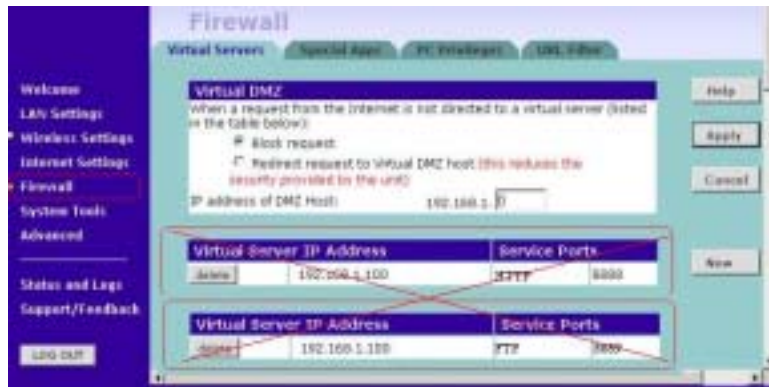 Firewall
Virtual Servers
Special Apps
PC Privileges
URL Filter
Welcome
LAN Settings
Wireless Settings
Internet Settings
Firewall
System Tools
Advanced
Status and Logs
Support/Feedback
LOG OUT
Virtual DMZ
When a request from the Internet is not directed to a virtual server (listed
in the table below):
Block request
Redirect request to Virtual DMZ host (this reduces the
security provided by the unit)
IP address of DMZ Host: 192.168.1. 0
Virtual Server IP Address Service Ports
delete 192.168.1.100 8888
Virtual Server IP Address Service Ports
delete 192.168.1.100 FTP
Help
Apply
Cancel
New